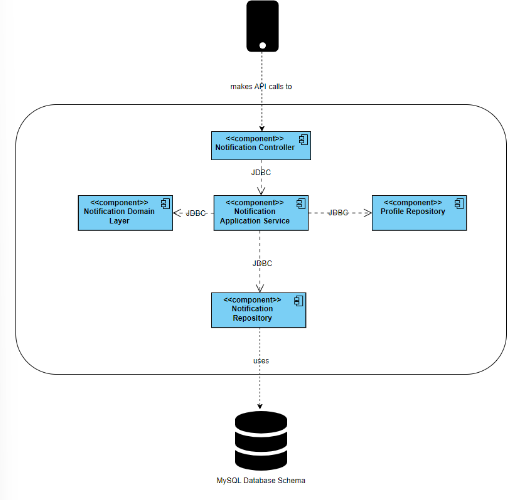 makes API calls to
<<component>>
Notification Controller
JDBC
<<component>>
Notification Domain
Layer
JDBC
<<component>>
Notification
Application Service
JDBC
<<component>>
Profile Repository
JDBC
<<component>>
Notification
Repository
uses
MySQL Database Schema